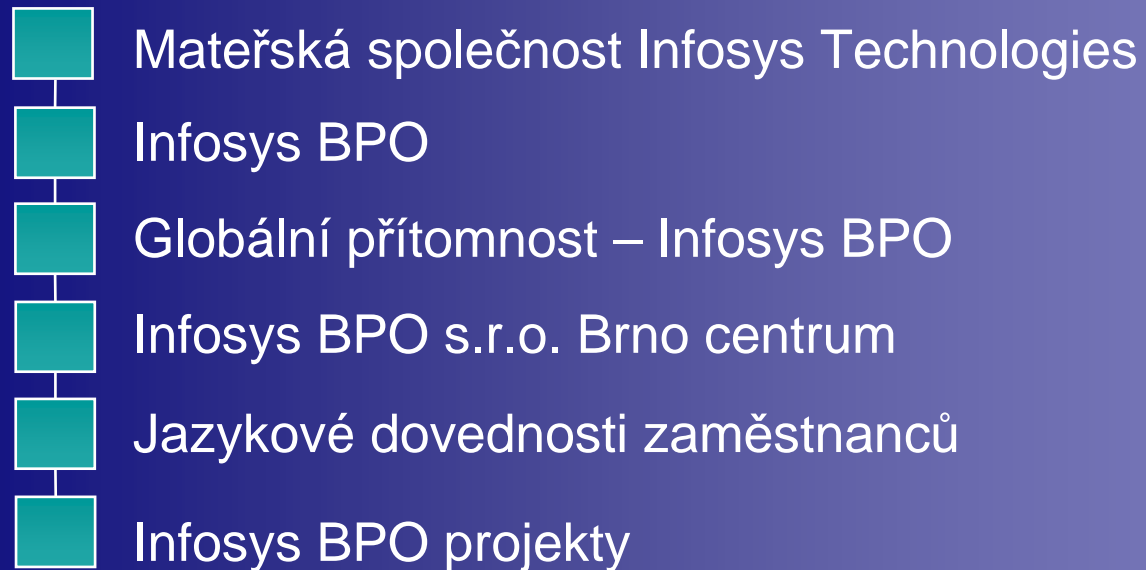 Mateřská společnost Infosys Technologies
Infosys BPO
Globální přítomnost – Infosys BPO
Infosys BPO s.r.o. Brno centrum
Jazykové dovednosti zaměstnanců
Infosys BPO projekty